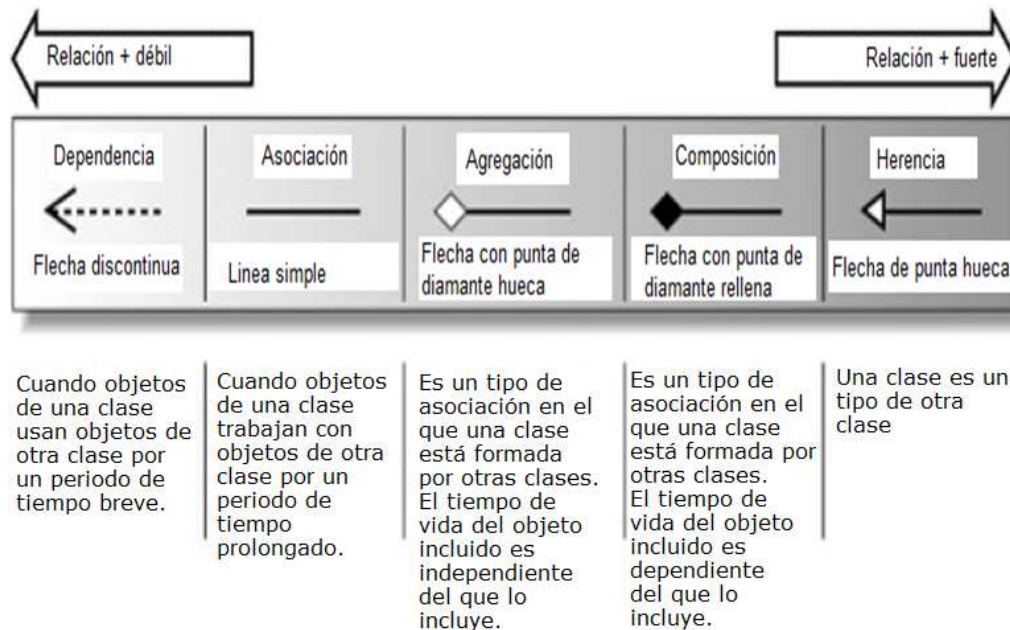 Relación + débil
Relación + fuerte
Dependencia
Flecha discontinua
Asociación
Linea simple
Agregación
Flecha con punta de
diamante hueca
Composición
Flecha con punta de
diamante rellena
Herencia
Flecha de punta hueca
Cuando objetos
de una clase
usan objetos de
otra clase por
un periodo de
tiempo breve.
Cuando objetos
de una clase
trabajan con
objetos de otra
clase por un
periodo de
tiempo
prolongado.
Es un tipo de
asociación en el
que una clase
está formada
por otras clases.
El tiempo de
vida del objeto
incluido es
independiente
del que lo
incluye.
Es un tipo de
asociación en el
que una clase
está formada por
otras clases.
El tiempo de
vida del objeto
incluido es
dependiente
del que lo
incluye.
Una clase es un
tipo de otra
clase